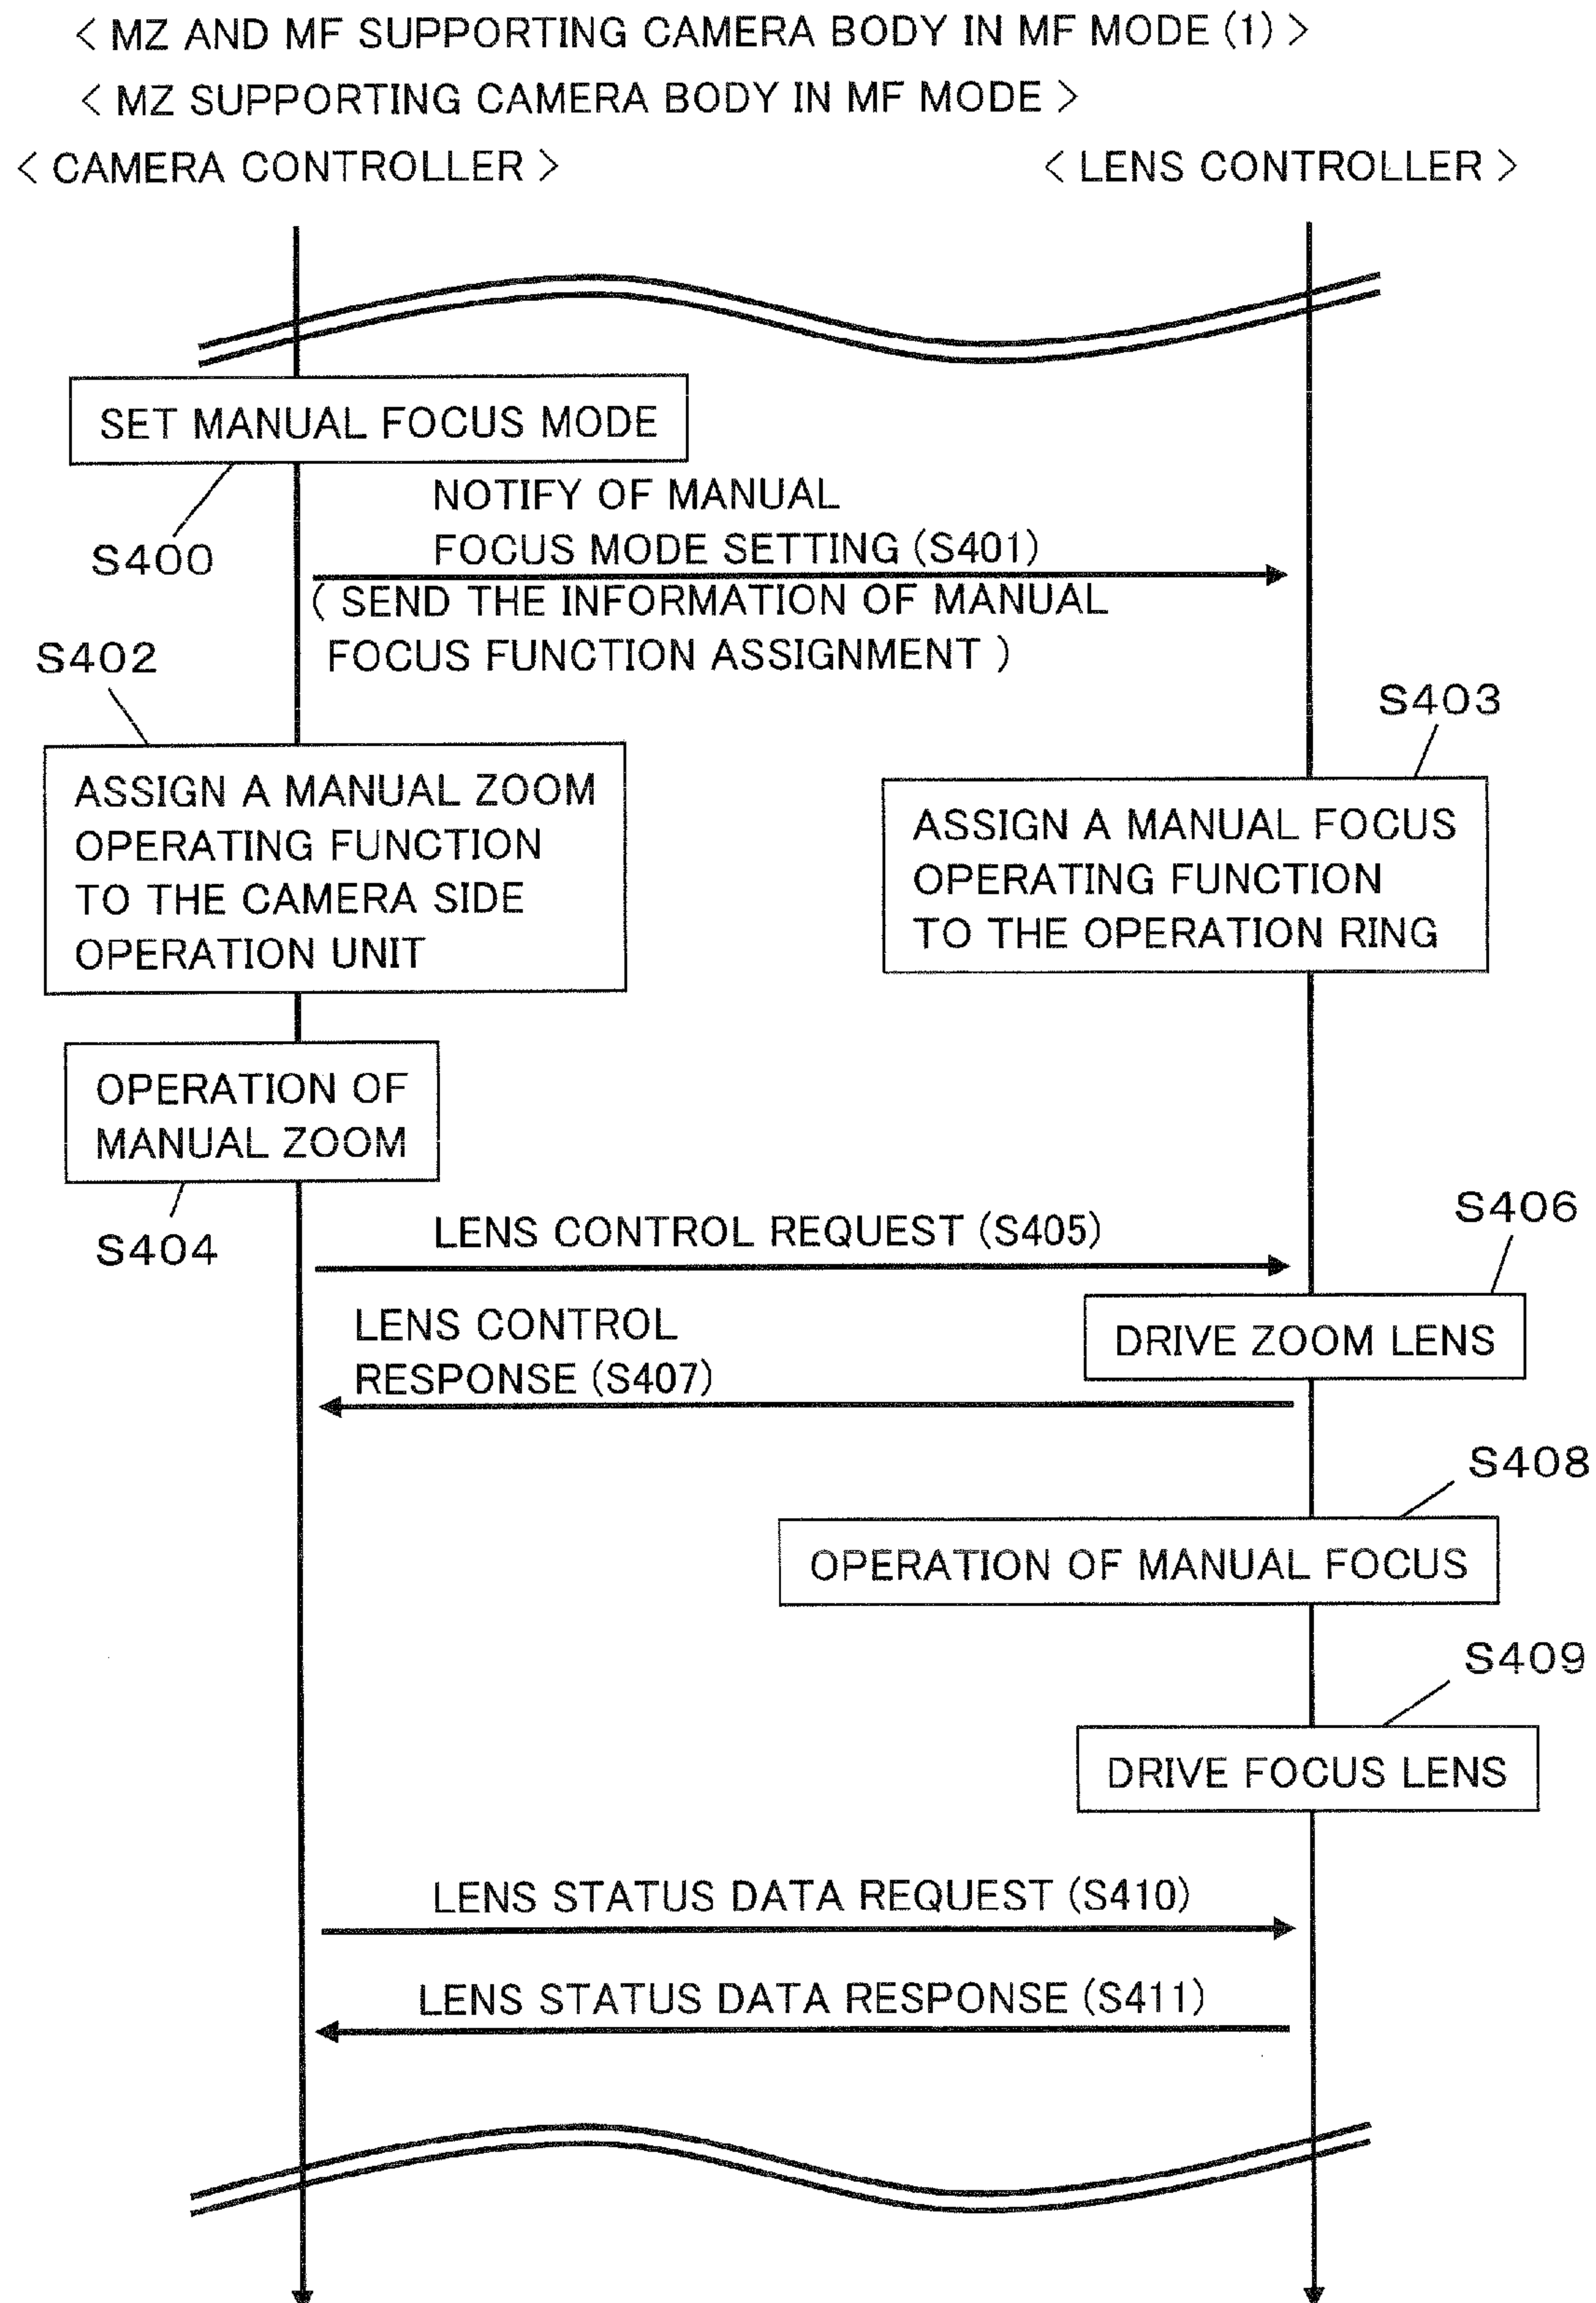 < MZ AND MF SUPPORTING CAMERA BODY IN MF MODE (1) >
< MZ SUPPORTING CAMERA BODY IN MF MODE >
< CAMERA CONTROLLER >
< LENS CONTROLLER >
SET MANUAL FOCUS MODE
S400
NOTIFY OF MANUAL
FOCUS MODE SETTING (S401)
( SEND THE INFORMATION OF MANUAL
FOCUS FUNCTION ASSIGNMENT )
S402
S403
ASSIGN A MANUAL ZOOM
OPERATING FUNCTION
TO THE CAMERA SIDE
OPERATION UNIT
ASSIGN A MANUAL FOCUS
OPERATING FUNCTION
TO THE OPERATION RING
OPERATION OF
MANUAL ZOOM
S404
LENS CONTROL REQUEST (S405)
S406
DRIVE ZOOM LENS
LENS CONTROL
RESPONSE (S407)
S408
OPERATION OF MANUAL FOCUS
S409
DRIVE FOCUS LENS
LENS STATUS DATA REQUEST (S410)
LENS STATUS DATA RESPONSE (S411)